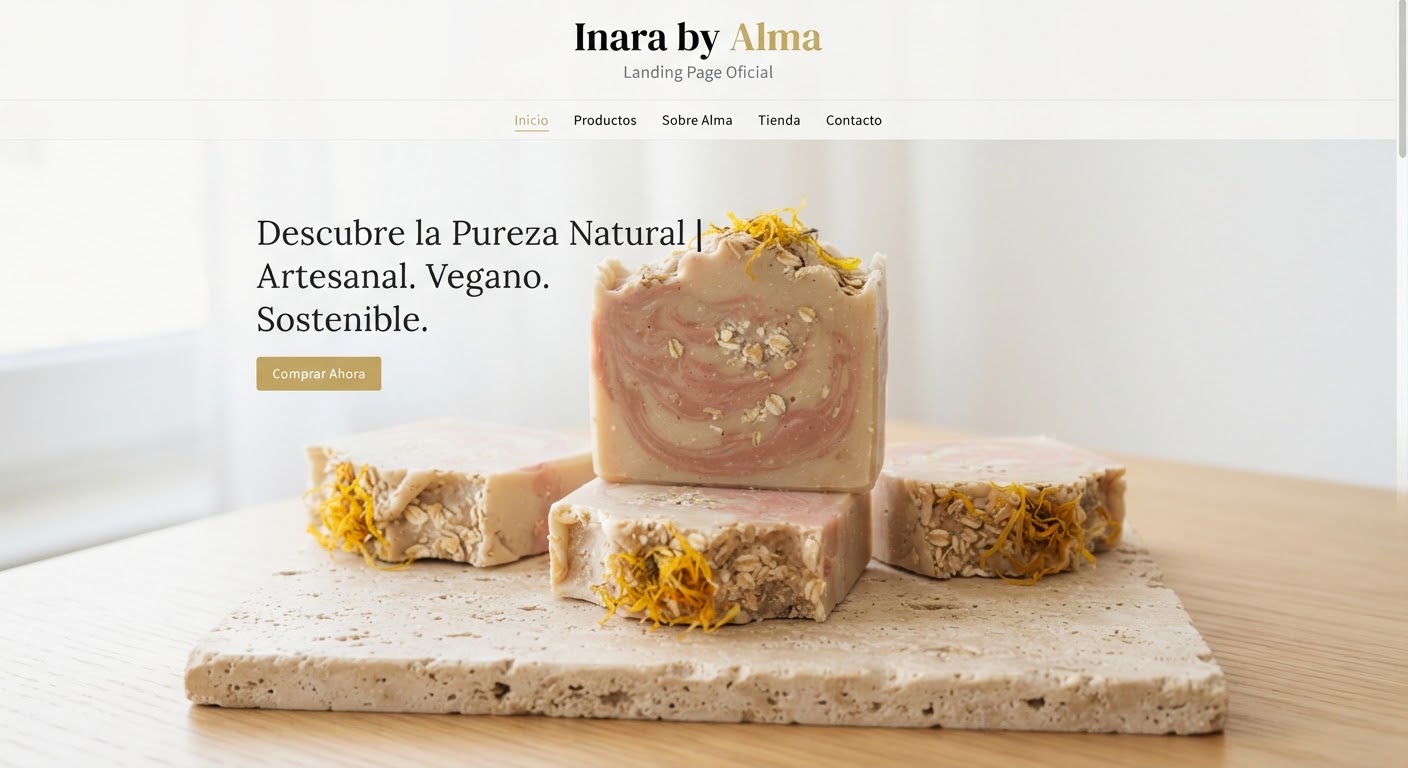 Inara by Alma
Landing Page Oficial
Inicio Productos Sobre Alma Tienda Contacto
Descubre la Pureza Natural |
Artesanal. Vegano.
Sostenible.
Comprar Ahora